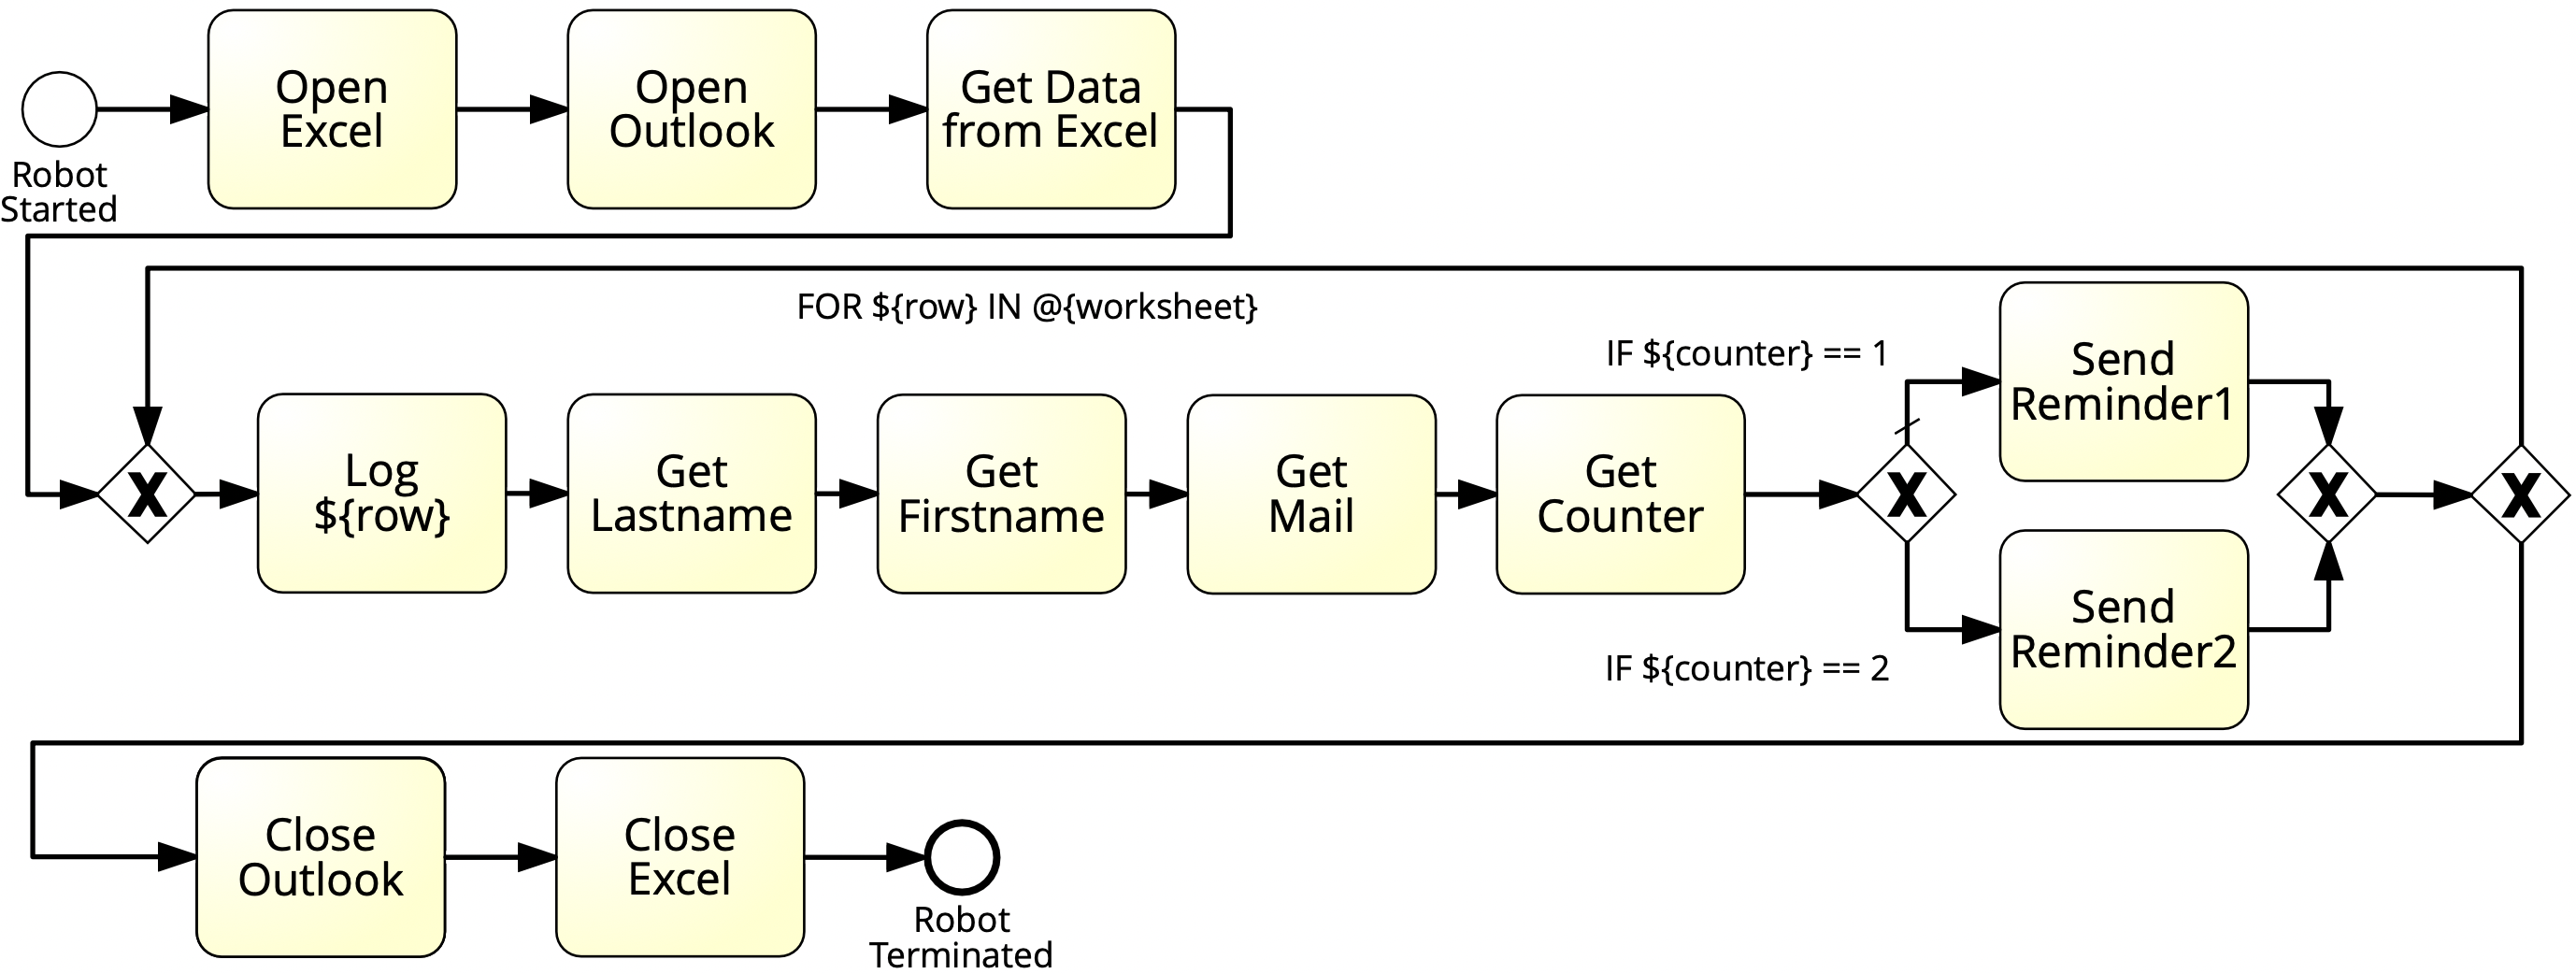 Open
Excel
Open
Outlook
Get Data
from Excel
Robot
Started
FOR ${row} IN @{worksheet}
IF ${counter} == 1
Send
Reminder1
Log
${row}
Get
Lastname
Get
Firstname
Get
Mail
Get
Counter
X
X
X
X
Send
Reminder2
IF ${counter} == 2
Close
Outlook
Close
Excel
Robot
Terminated